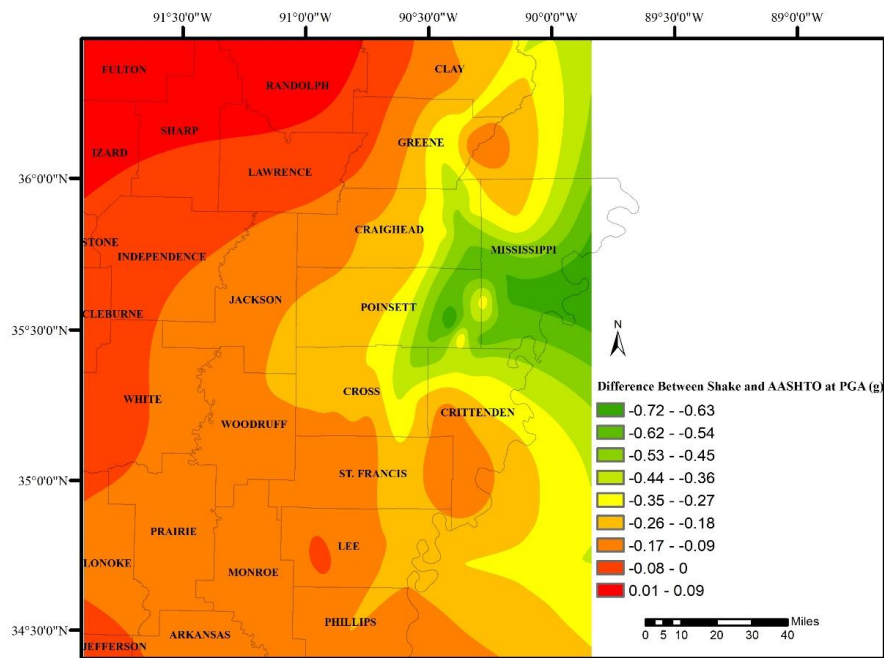 91°30'0"W 91°0'0"W 90°30'0"W 90°0'0"W 89°30'0"W 89°0'0"W
FULTON
CLAY
RANDOLPH
SHARP
GREENE
IZARD
LAWRENCE
36°0'0"N
CRAIGHEAD
STONE
MISSISSIPPI
INDEPENDENCE
JACKSON
POINSETT
CLEBURNE
35°30'0"N
N
Difference Between Shake and AASHTO at PGA (g)
CROSS
WHITE
CRITTENDEN
WOODRUFF
-0.72 - -0.63
-0.62 - -0.54
-0.53 - -0.45
-0.44 - -0.36
-0.35 - -0.27
-0.26 - -0.18
-0.17 - -0.09
-0.08 - 0
0.01 - 0.09
35°0'0"N
ST. FRANCIS
PRAIRIE
LEE
LONOKE
MONROE
PHILLIPS
34°30'0"N
ARKANSAS
JEFFERSON
Miles
0 5 10 20 30 40